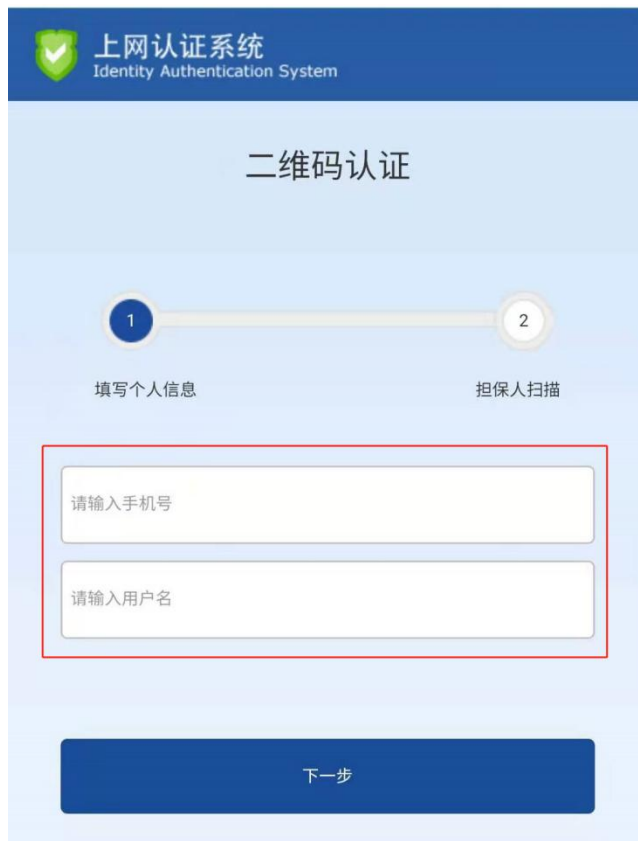 上网认证系统
Identity Authentication System
二维码认证
1
2
填写个人信息
担保人扫描
请输入手机号
请输入用户名
下一步